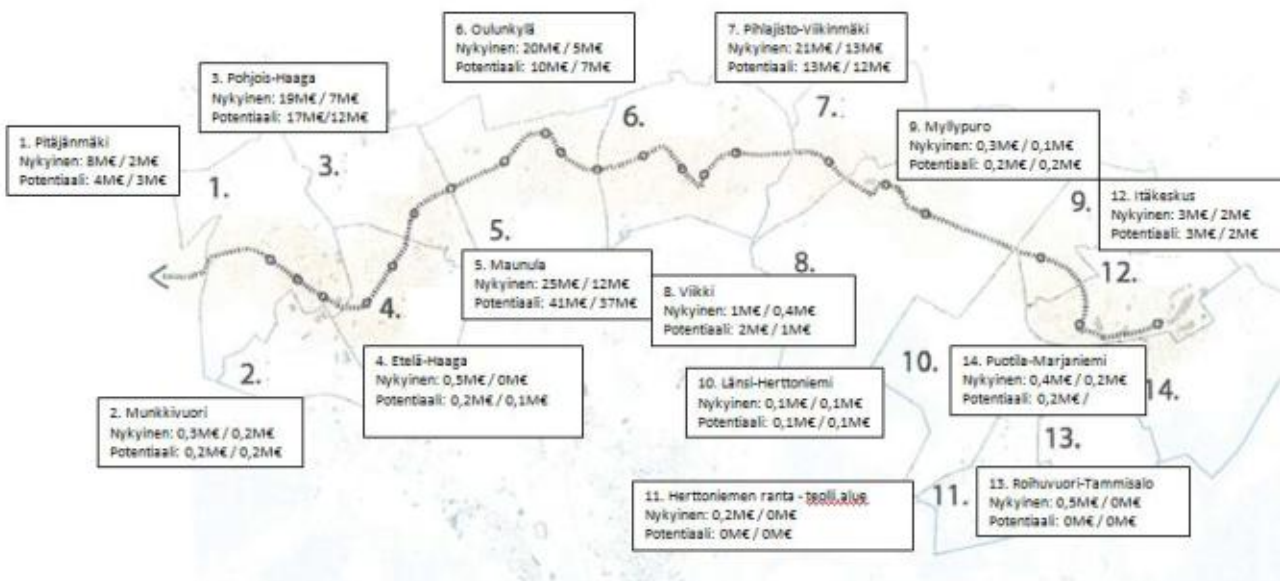 6. Oulunkylä
Nykyinen: 20M€ / 5M€
Potentiaali: 10M€ / 7M€
7. Pihlajisto-Viikinmäki
Nykyinen: 21M€ / 13M€
Potentiaali: 13M€ / 12M€
3. Pohjois-Haaga
Nykyinen: 19M€ / 7M€
Potentiaali: 17M€/12M€
1. Pitäjänmäki
Nykyinen: 8M€ / 2M€
Potentiaali: 4M€ / 3M€
9. Myllypuro
Nykyinen: 0,3M€ / 0,1M€
Potentiaali: 0,2M€ / 0,2M€
12. Itäkeskus
Nykyinen: 3M€ / 2M€
Potentiaali: 3M€ / 2M€
6.
7.
3.
1.
9.
5.
8.
12.
5. Maunula
Nykyinen: 25M€ / 12M€
Potentiaali: 41M€ / 37M€
8. Viikki
Nykyinen: 1M€ / 0,4M€
Potentiaali: 2M€ / 1M€
4.
2.
10.
14.
4. Etelä-Haaga
Nykyinen: 0,5M€ / 0M€
Potentiaali: 0,2M€ / 0,1M€
14. Puotila-Marjaniemi
Nykyinen: 0,4M€ / 0,2M€
Potentiaali: 0,2M€ /
10. Länsi-Herttoniemi
Nykyinen: 0,1M€ / 0,1M€
Potentiaali: 0,1M€ / 0,1M€
2. Munkkivuori
Nykyinen: 0,3M€ / 0,2M€
Potentiaali: 0,2M€ / 0,2M€
13.
11.
13. Roihuvuori-Tammisalo
Nykyinen: 0,5M€ / 0M€
Potentiaali: 0M€ / 0M€
11. Herttoniemen ranta - teolli.alue
Nykyinen: 0,2M€ / 0M€
Potentiaali: 0M€ / 0M€